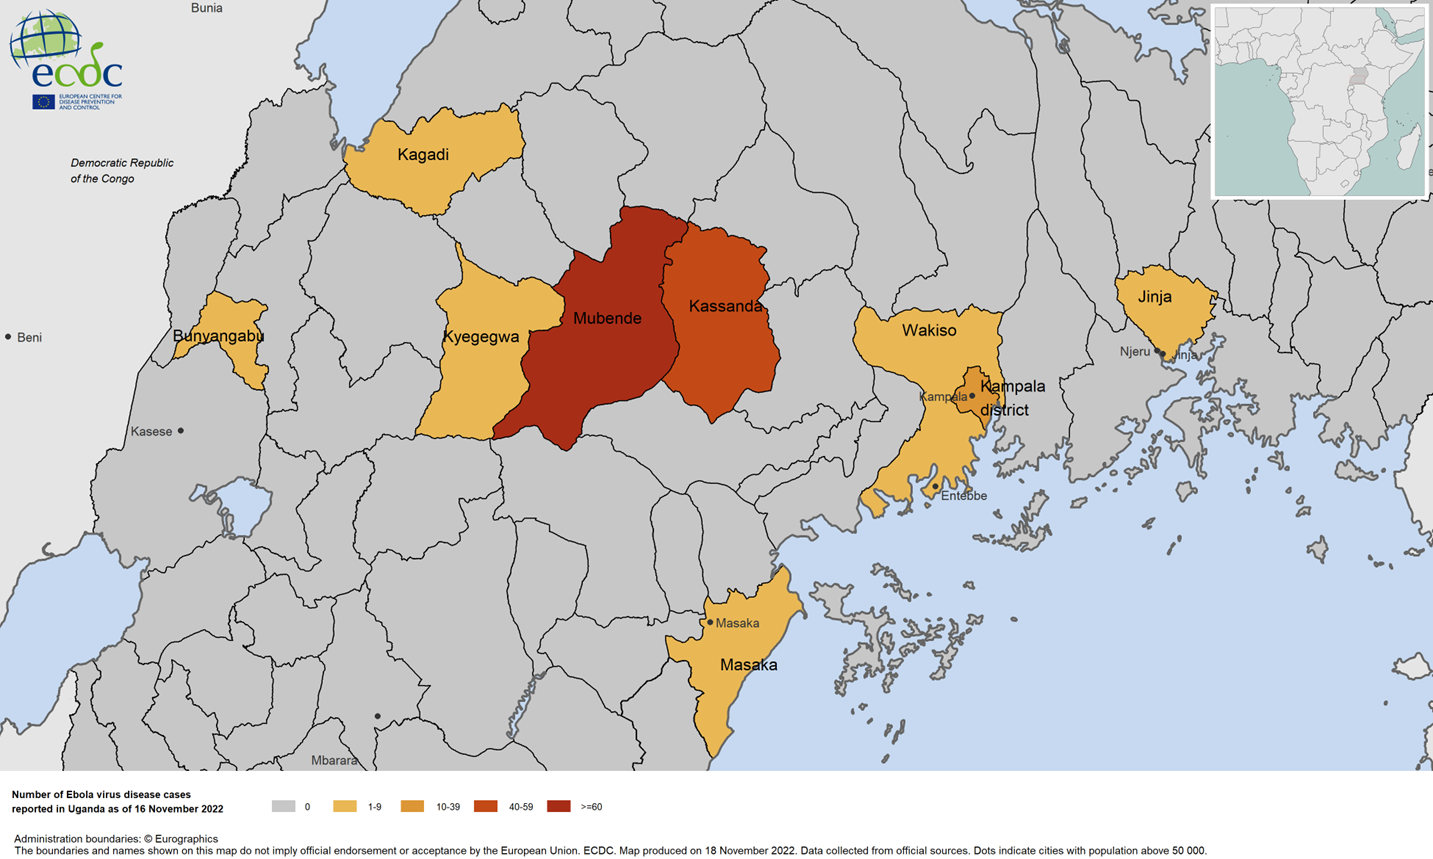 Bunia
ecdc
EUROPEAN CENTRE FOR
DISEASE PREVENTION
AND CONTROL
Democratic Republic
of the Congo
Kagadi
Beni
Bunyangabu
Kyegegwa
Mubende
Kassanda
Wakiso
Jinja
Njeru
Jinja
Kampala
Kampala
district
Kasese
Entebbe
Masaka
Masaka
Mbarara
Number of Ebola virus disease cases
reported in Uganda as of 16 November 2022
0
1-9
10-39
40-59
>=60
Administration boundaries: © Eurographics
The boundaries and names shown on this map do not imply official endorsement or acceptance by the European Union. ECDC. Map produced on 18 November 2022. Data collected from official sources. Dots indicate cities with population above 50 000.